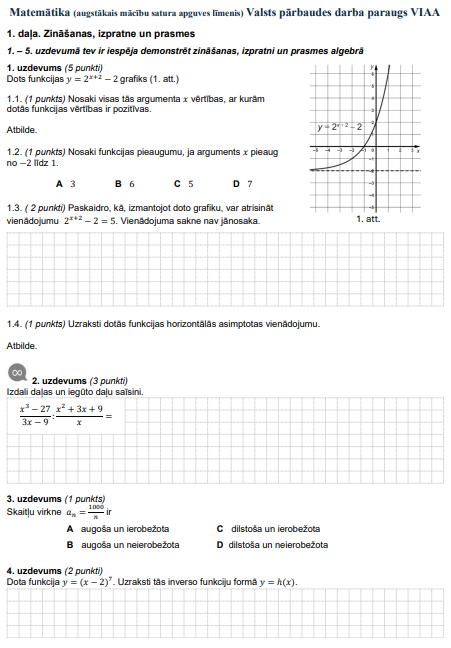 Matemātika (augstākais mācību satura apguves līmenis) Valsts pārbaudes darba paraugs VIAA
1. daļa. Zināšanas, izpratne un prasmes
1. – 5. uzdevumā tev ir iespēja demonstrēt zināšanas, izpratni un prasmes algebrā
1. uzdevums (5 punkti)
Dots funkcijas y = 2^{x+2} − 2 grafiks (1. att.)
1.1. (1 punkts) Nosaki visas tās argumenta x vērtības, ar kurām
dotās funkcijas vērtības ir pozitīvas.
Atbilde.
1.2. (1 punkts) Nosaki funkcijas pieaugumu, ja arguments x pieaug
no −2 līdz 1.
A 3 B 6 C 5 D 7
y = 2^{x+2} − 2
1. att.
1.3. ( 2 punkti) Paskaidro, kā, izmantojot doto grafiku, var atrisināt
vienādojumu 2^{x+2} − 2 = 5. Vienādojuma sakne nav jānosaka.
1.4. (1 punkts) Uzraksti dotās funkcijas horizontālās asimptotas vienādojumu.
Atbilde.
∞ 2. uzdevums (3 punkti)
Izdali daļas un iegūto daļu saīsini.
\frac{x^3 − 27}{3x − 9} : \frac{x^2 + 3x + 9}{x} =
3. uzdevums (1 punkts)
Skaitļu virkne a_n = \frac{1000}{n} ir
A augoša un ierobežota C dilstoša un ierobežota
B augoša un neierobežota D dilstoša un neierobežota
4. uzdevums (2 punkti)
Dota funkcija y = (x − 2)^7. Uzraksti tās inverso funkciju formā y = h(x).